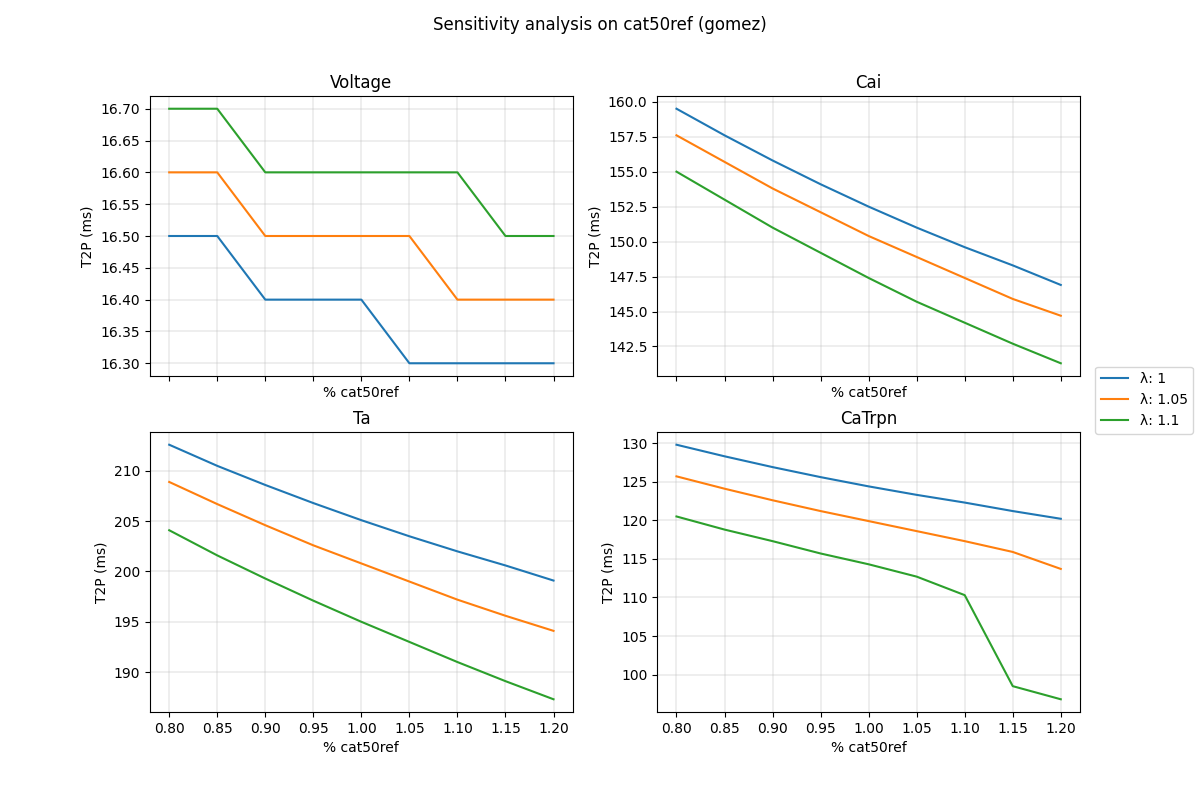 Sensitivity analysis on cat50ref (gomez)
Voltage
16.70
16.65
16.60
16.55
16.50
16.45
16.40
16.35
16.30
T2P (ms)
% cat50ref
Cai
160.0
157.5
155.0
152.5
150.0
147.5
145.0
142.5
T2P (ms)
% cat50ref
λ: 1
λ: 1.05
λ: 1.1
Ta
210
205
200
195
190
T2P (ms)
0.80 0.85 0.90 0.95 1.00 1.05 1.10 1.15 1.20
% cat50ref
CaTrpn
130
125
120
115
110
105
100
T2P (ms)
0.80 0.85 0.90 0.95 1.00 1.05 1.10 1.15 1.20
% cat50ref